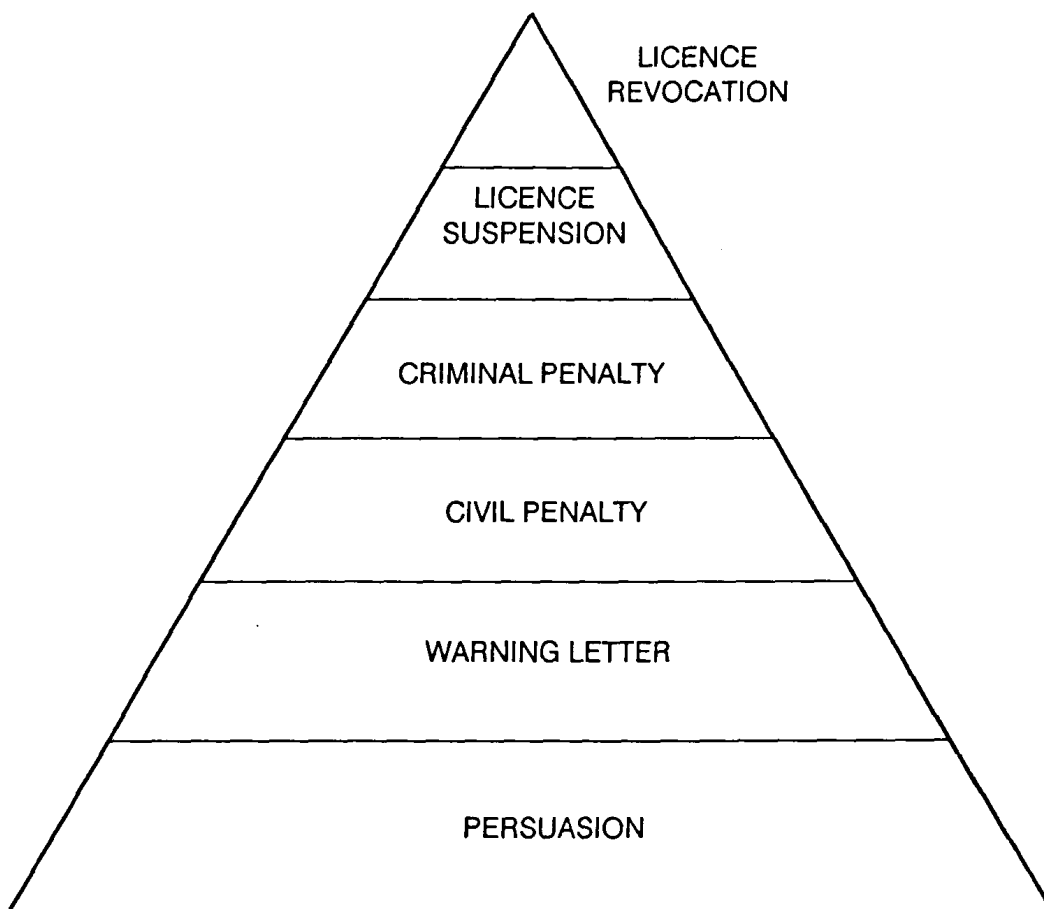 LICENCE
REVOCATION
LICENCE
SUSPENSION
CRIMINAL PENALTY
CIVIL PENALTY
WARNING LETTER
PERSUASION